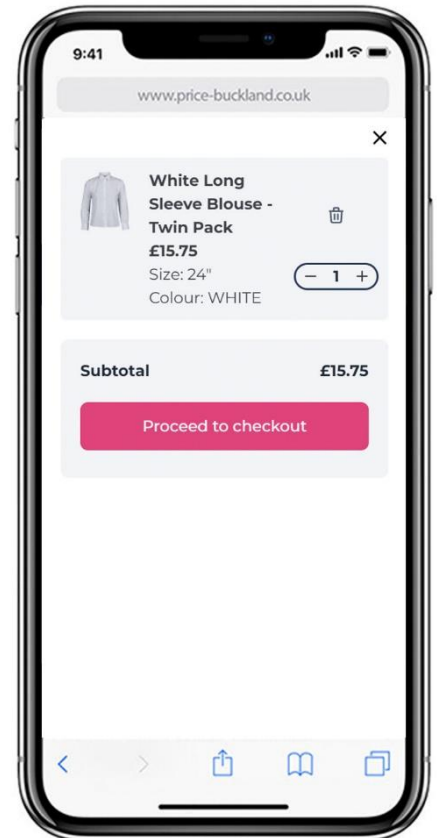 9:41
www.price-buckland.co.uk
White Long
Sleeve Blouse -
Twin Pack
£15.75
Size: 24"
− 1 +
Colour: WHITE
Subtotal £15.75
Proceed to checkout